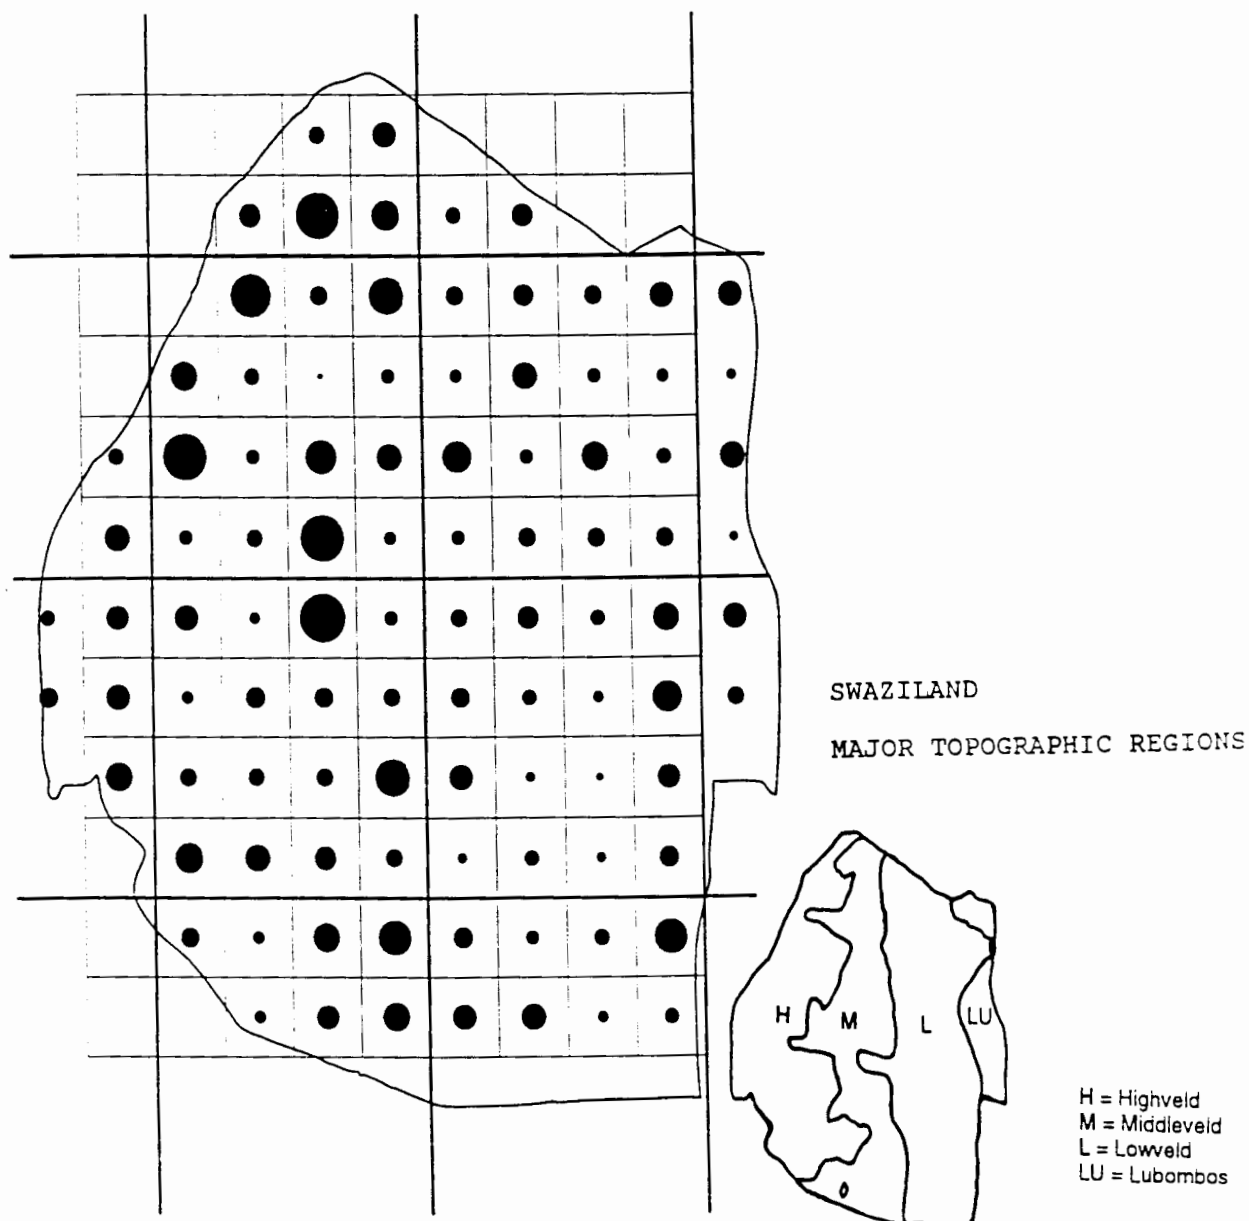 SWAZILAND
MAJOR TOPOGRAPHIC REGIONS
H
M
L
LU
H = Highveld
M = Middleveld
L = Lowveld
LU = Lubombos